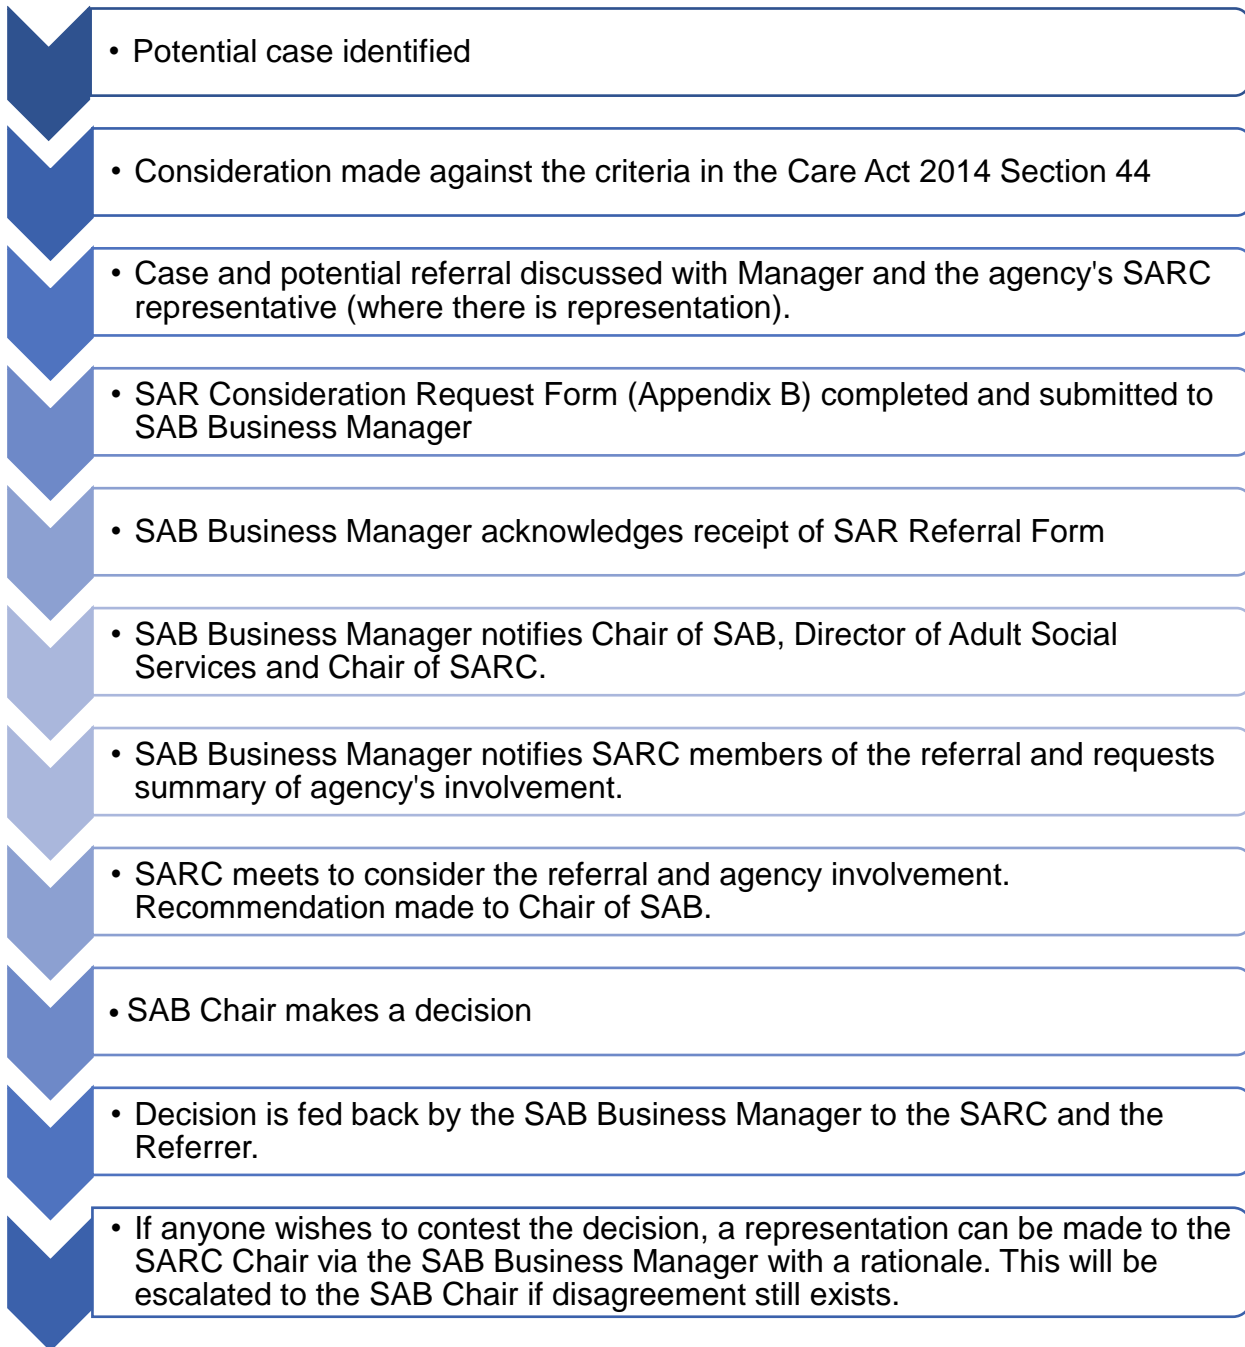 • Potential case identified
• Consideration made against the criteria in the Care Act 2014 Section 44
• Case and potential referral discussed with Manager and the agency's SARC
representative (where there is representation).
• SAR Consideration Request Form (Appendix B) completed and submitted to
SAB Business Manager
• SAB Business Manager acknowledges receipt of SAR Referral Form
• SAB Business Manager notifies Chair of SAB, Director of Adult Social
Services and Chair of SARC.
• SAB Business Manager notifies SARC members of the referral and requests
summary of agency's involvement.
• SARC meets to consider the referral and agency involvement.
Recommendation made to Chair of SAB.
• SAB Chair makes a decision
• Decision is fed back by the SAB Business Manager to the SARC and the
Referrer.
• If anyone wishes to contest the decision, a representation can be made to the
SARC Chair via the SAB Business Manager with a rationale. This will be
escalated to the SAB Chair if disagreement still exists.